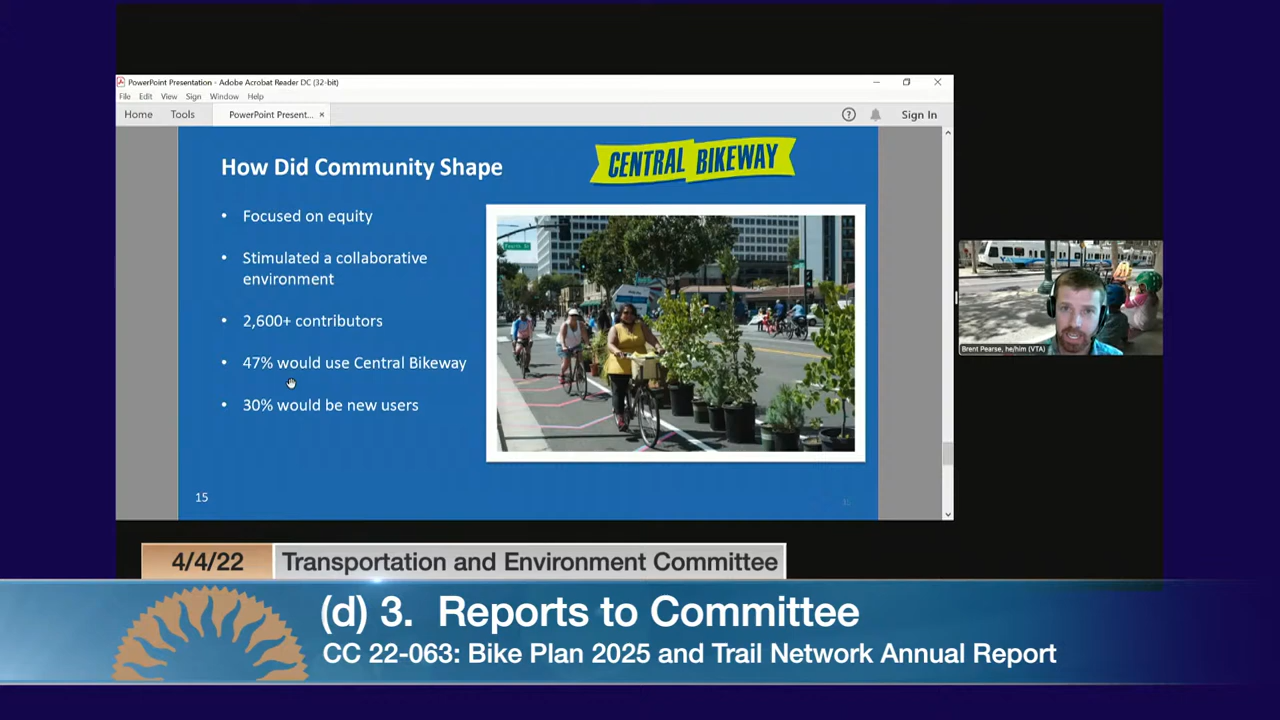 PowerPoint Presentation - Adobe Acrobat Reader DC (32-bit)
File Edit View Sign Window Help
Home Tools PowerPoint Present... × Sign In
How Did Community Shape
CENTRAL BIKEWAY
• Focused on equity
• Stimulated a collaborative
environment
• 2,600+ contributors
• 47% would use Central Bikeway
• 30% would be new users
Fourth St
15
Brent Pearse, he/him (VTA)
4/4/22 Transportation and Environment Committee
(d) 3. Reports to Committee
CC 22-063: Bike Plan 2025 and Trail Network Annual Report